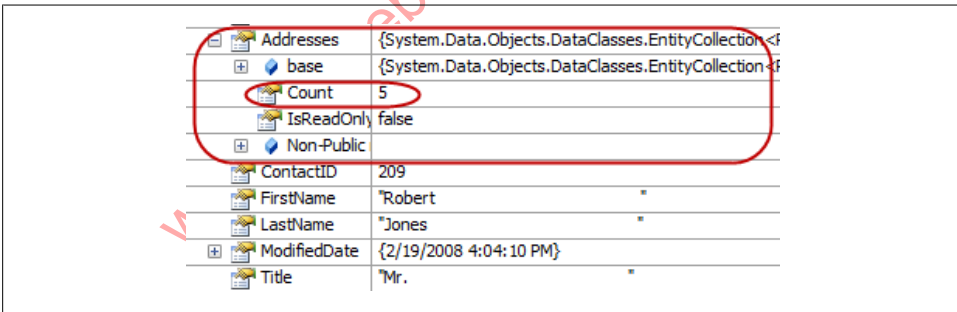 Addresses {System.Data.Objects.DataClasses.EntityCollection<
base {System.Data.Objects.DataClasses.EntityCollection<
Count 5
IsReadOnly false
Non-Public
ContactID 209
FirstName "Robert "
LastName "Jones "
ModifiedDate {2/19/2008 4:04:10 PM}
Title "Mr. "